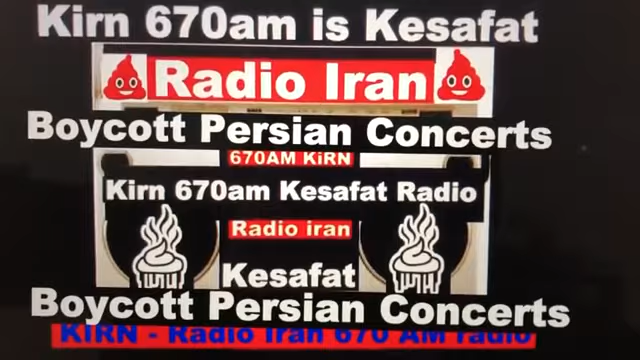 Kirn 670am is Kesafat
Radio Iran
Boycott Persian Concerts
670AM KiRN
Kirn 670am Kesafat Radio
Radio iran
Kesafat
Boycott Persian Concerts
KIRN - Radio Iran 670 AM radio